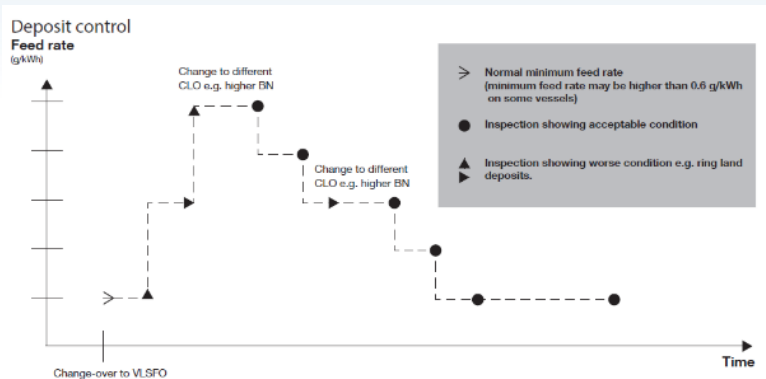 Deposit control
Feed rate
(g/kWh)
Change to different
CLO e.g. higher BN
Normal minimum feed rate
(minimum feed rate may be higher than 0.6 g/kWh
on some vessels)
Inspection showing acceptable condition
Inspection showing worse condition e.g. ring land
deposits.
Change to different
CLO e.g. higher BN
Time
Change-over to VLSFO